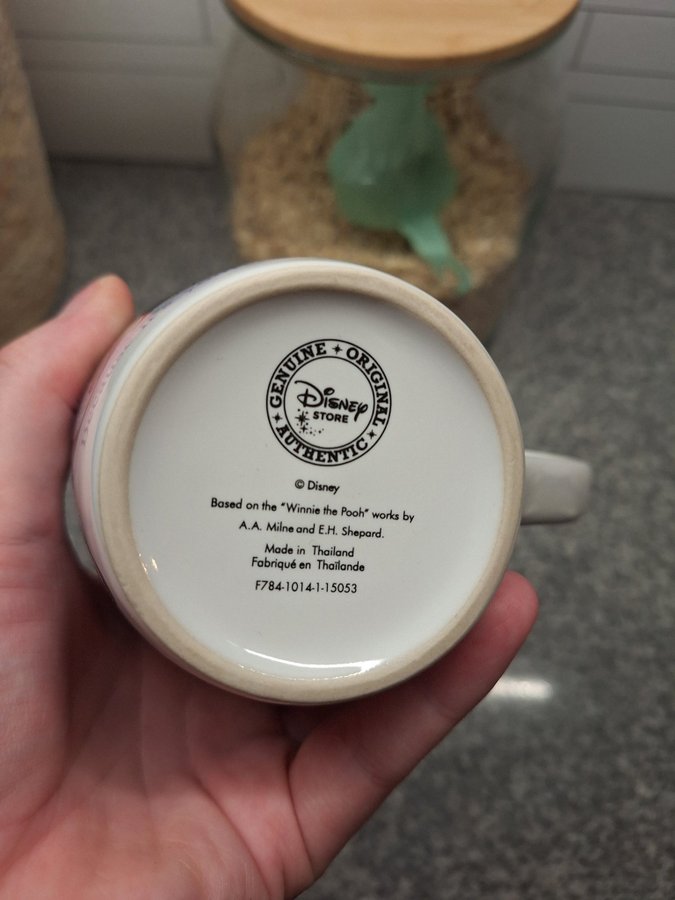 GENUINE ORIGINAL
AUTHENTIC
Disney
STORE
© Disney
Based on the "Winnie the Pooh" works by
A.A. Milne and E.H. Shepard.
Made in Thailand
Fabriqué en Thaïlande
F784-1014-1-15053